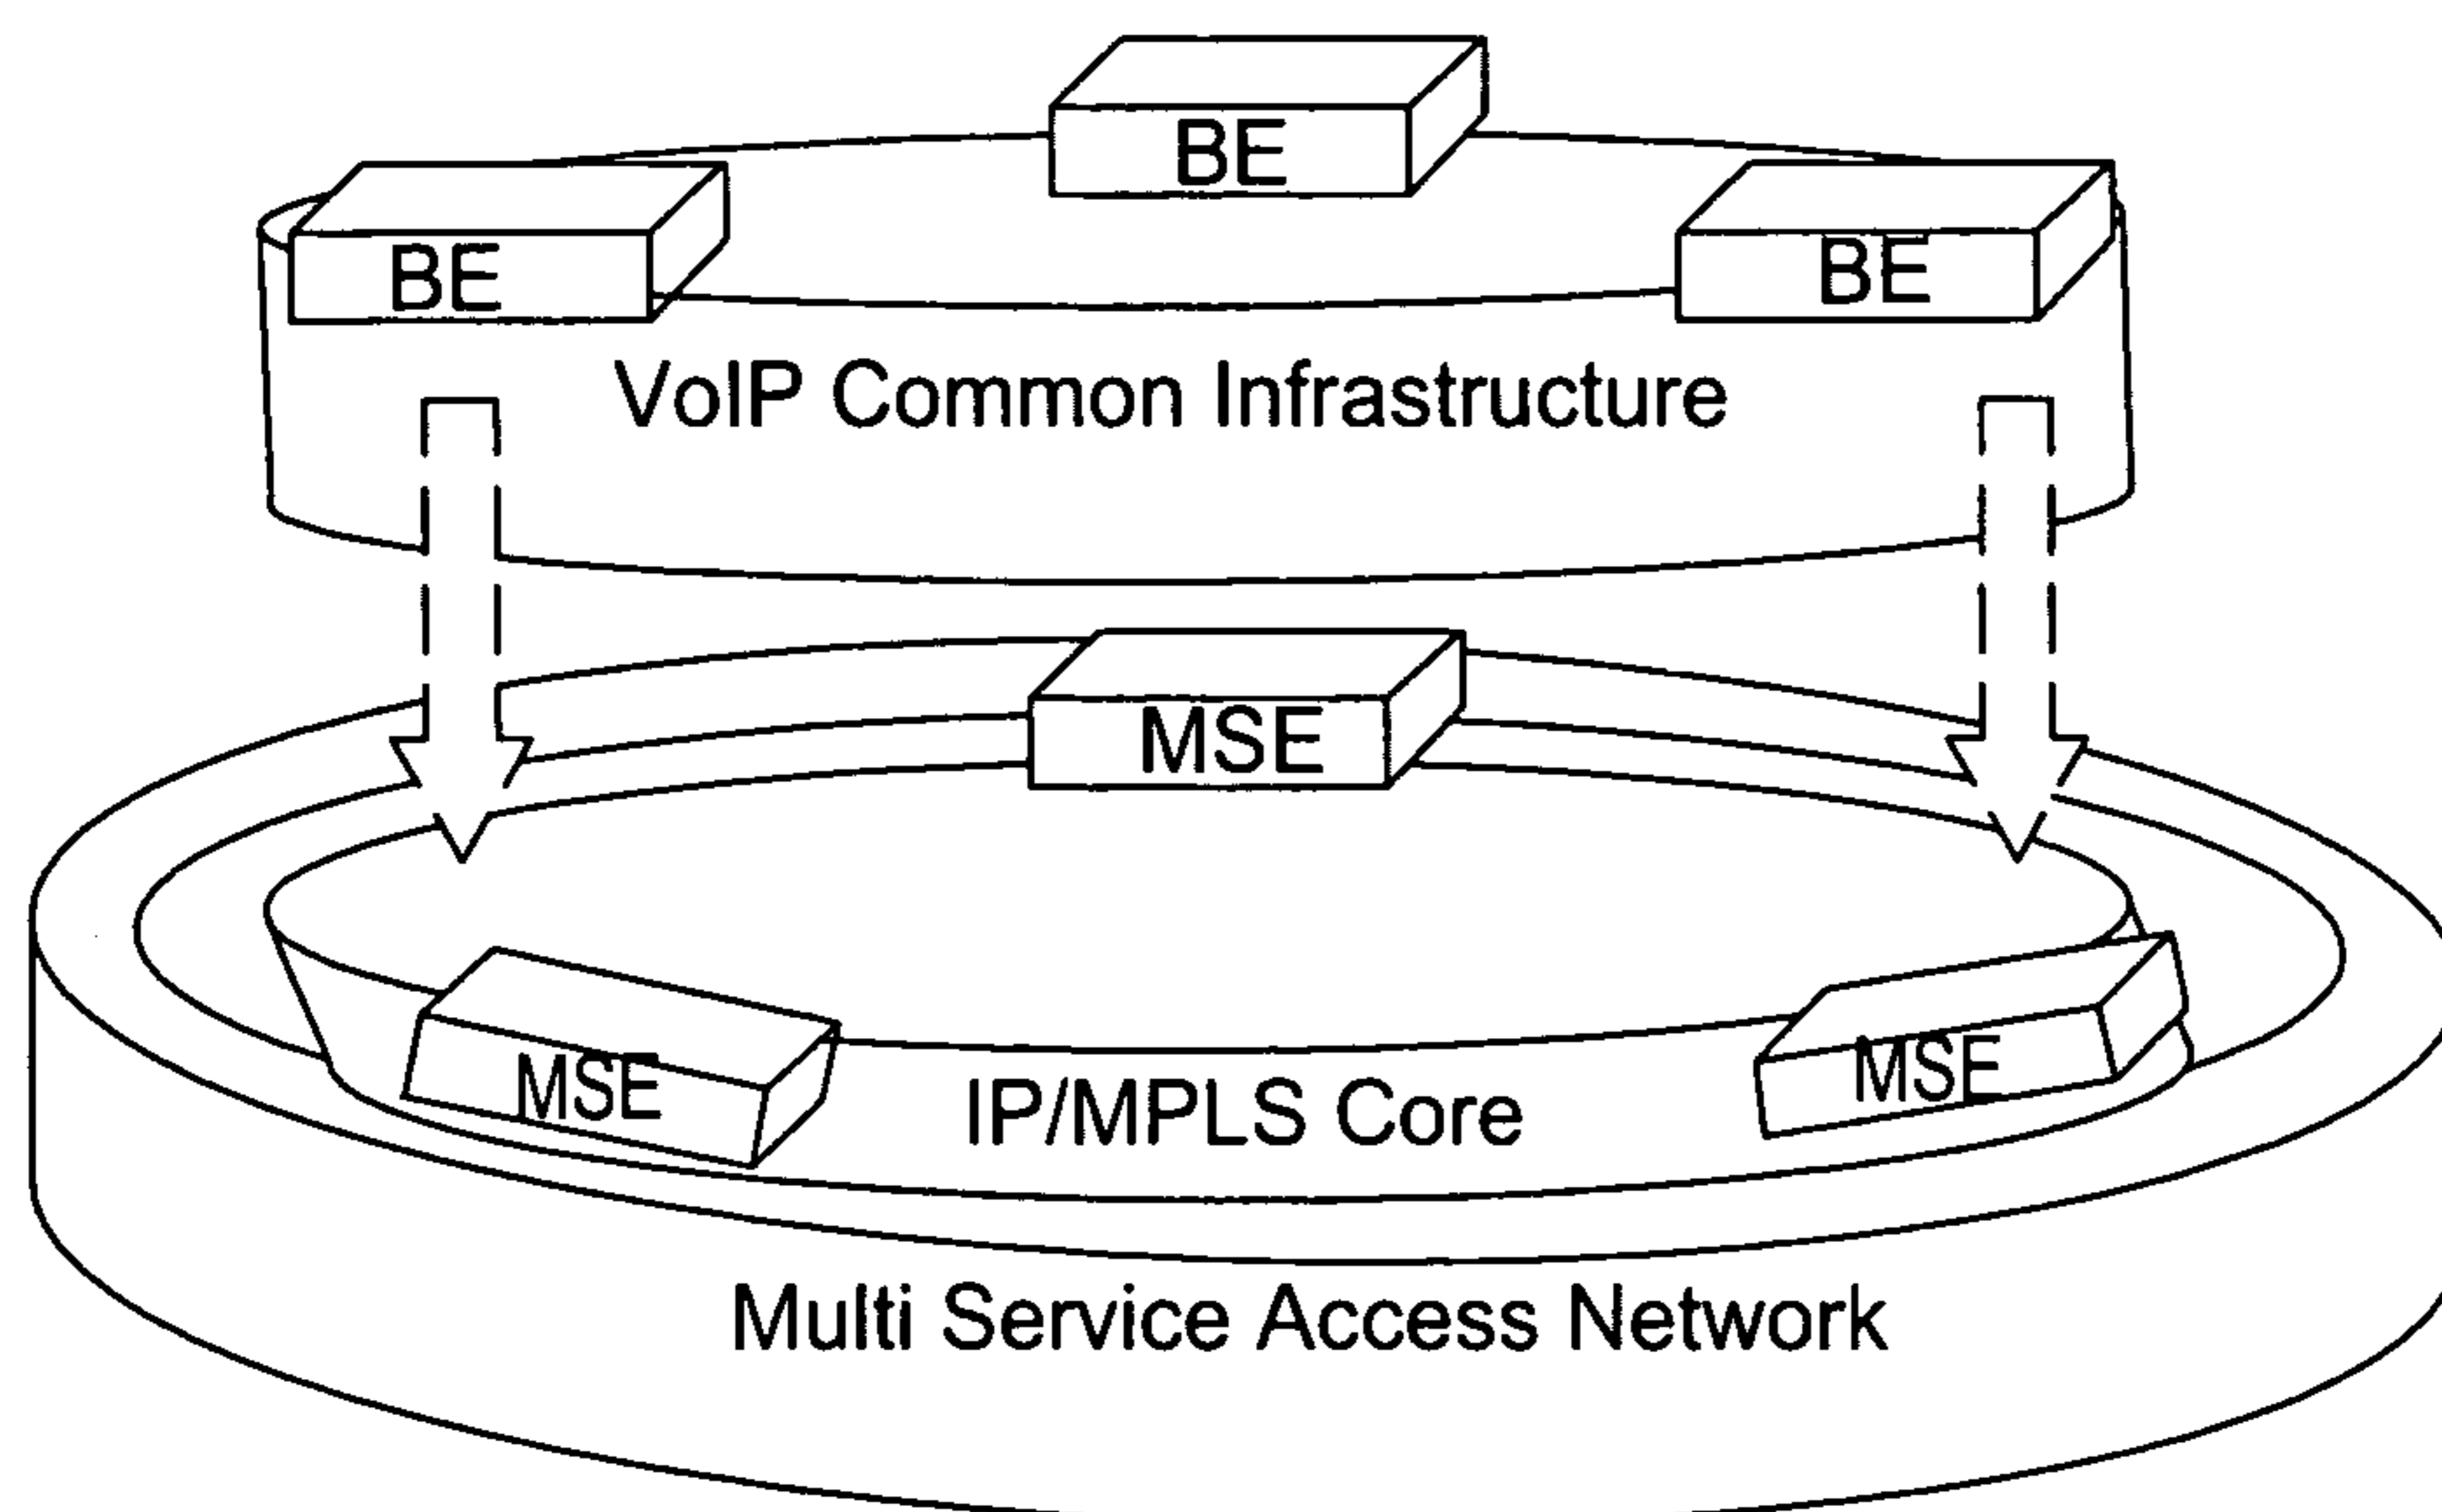 BE
BE
BE
VoIP Common Infrastructure
MSE
MSE
MSE
IP/MPLS Core
Multi Service Access Network